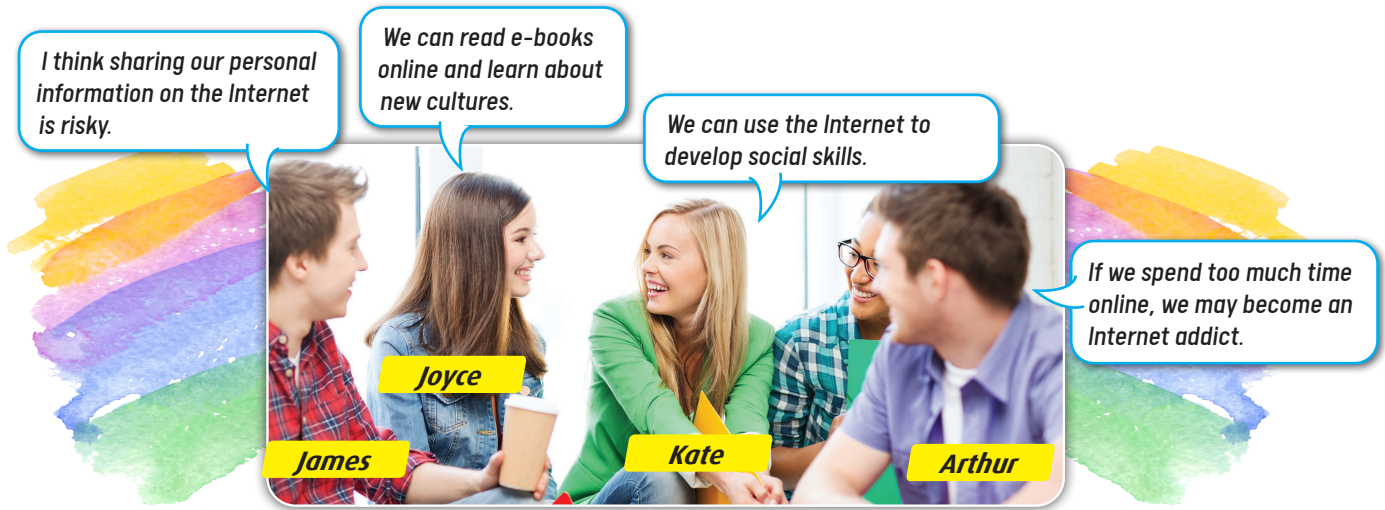 I think sharing our personal
information on the Internet
is risky.
We can read e-books
online and learn about
new cultures.
We can use the Internet to
develop social skills.
If we spend too much time
online, we may become an
Internet addict.
Joyce
James
Kate
Arthur